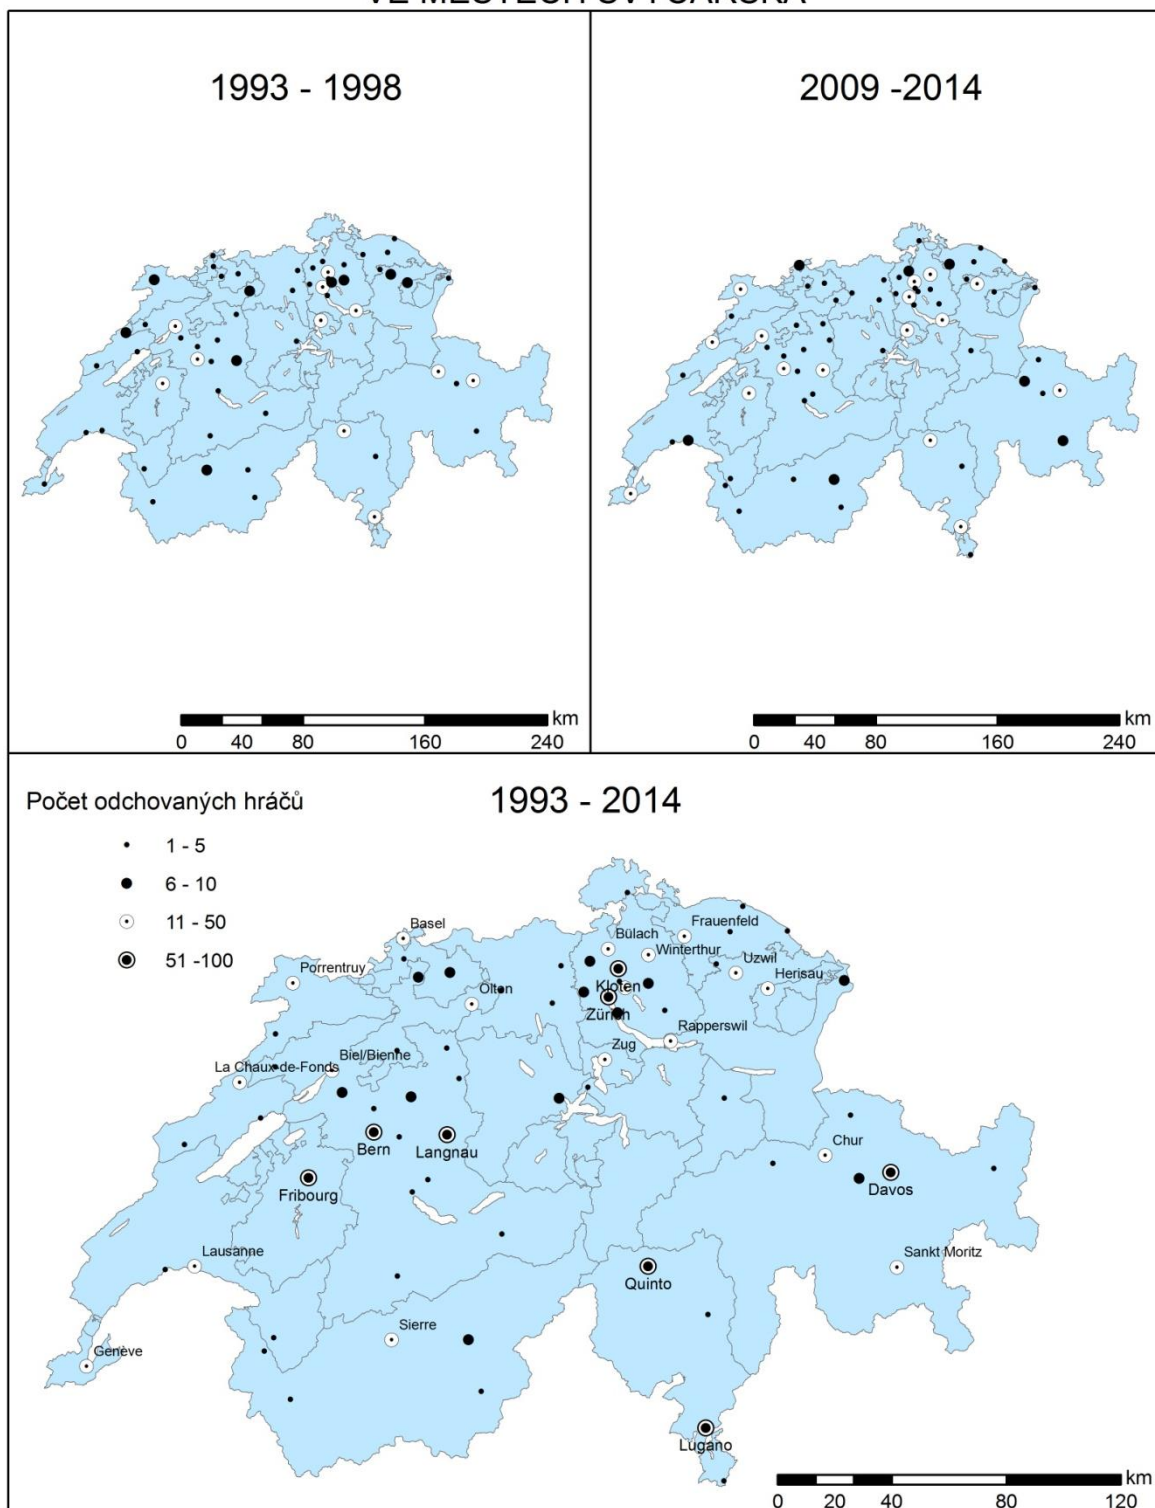 VE MĚSTECH ŠVÝCARSKA
1993 - 1998
2009 -2014
km
0 40 80 160 240
km
0 40 80 160 240
Počet odchovaných hráčů
1993 - 2014
1 - 5
6 - 10
11 - 50
51 -100
Basel
Frauenfeld
Bülach
Winterthur
Uzwil
Porrentruy
Herisau
Kloten
Olten
Zürich
Rapperswil
Zug
Biel/Bienne
La Chaux-de-Fonds
Bern
Langnau
Chur
Davos
Fribourg
Lausanne
Sankt Moritz
Quinto
Sierre
Genève
Lugano
km
0 20 40 80 120